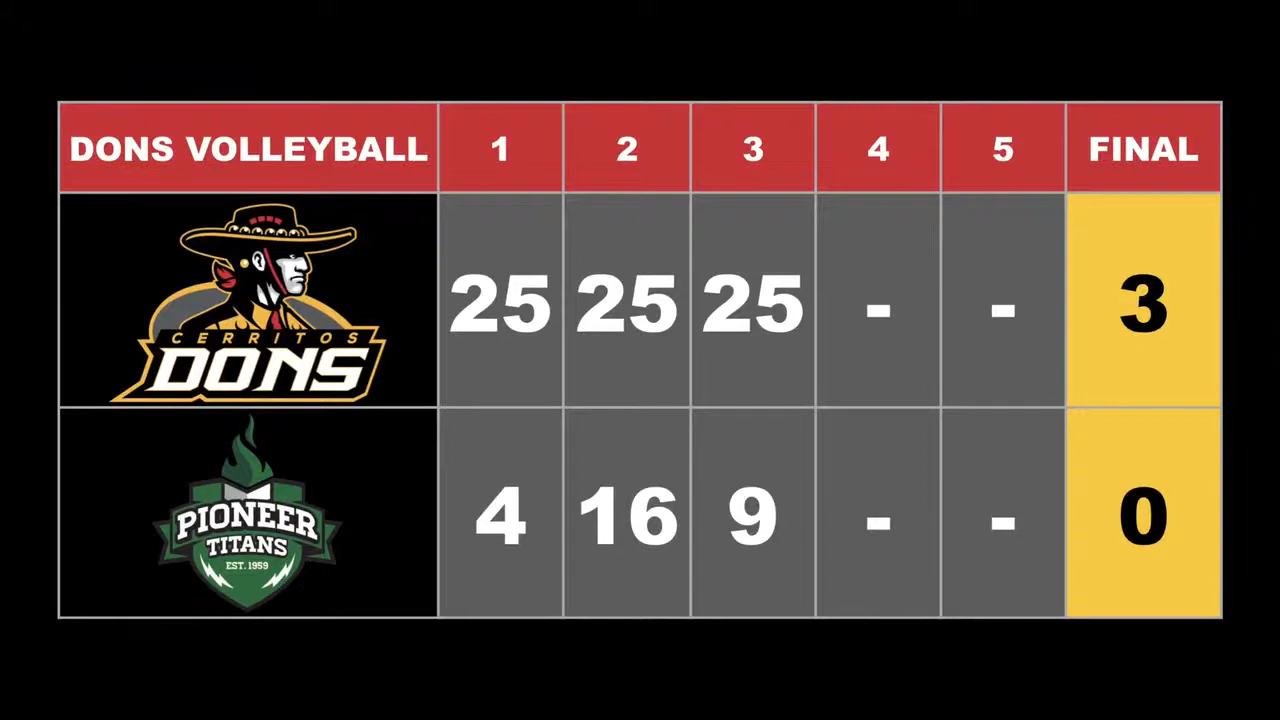 DONS VOLLEYBALL 1 2 3 4 5 FINAL
CERRITOS
DONS
25 25 25 - - 3
PIONEER
TITANS
EST. 1959
4 16 9 - - 0